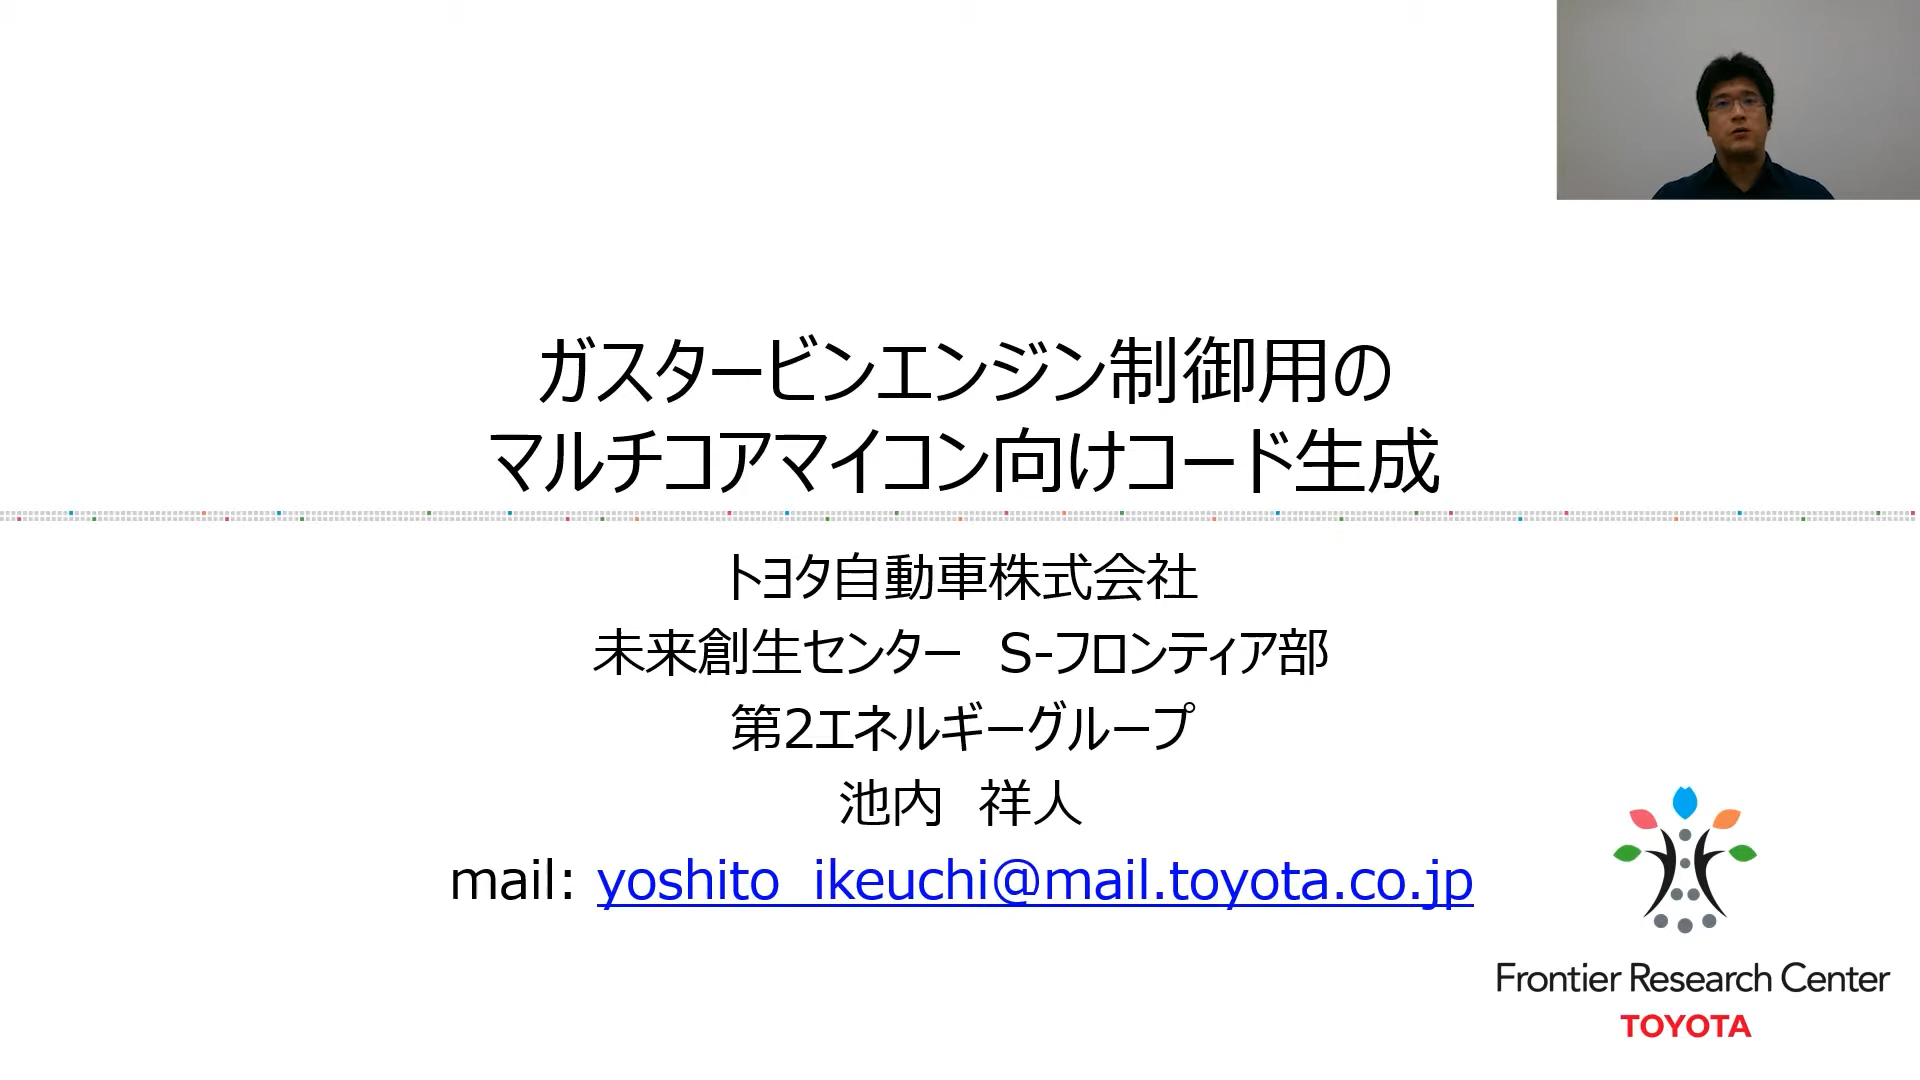 ガスタービンエンジン制御用の
マルチコアマイコン向けコード生成
トヨタ自動車株式会社
未来創生センター　S-フロンティア部
第2エネルギーグループ
池内　祥人
mail: yoshito_ikeuchi@mail.toyota.co.jp
Frontier Research Center
TOYOTA